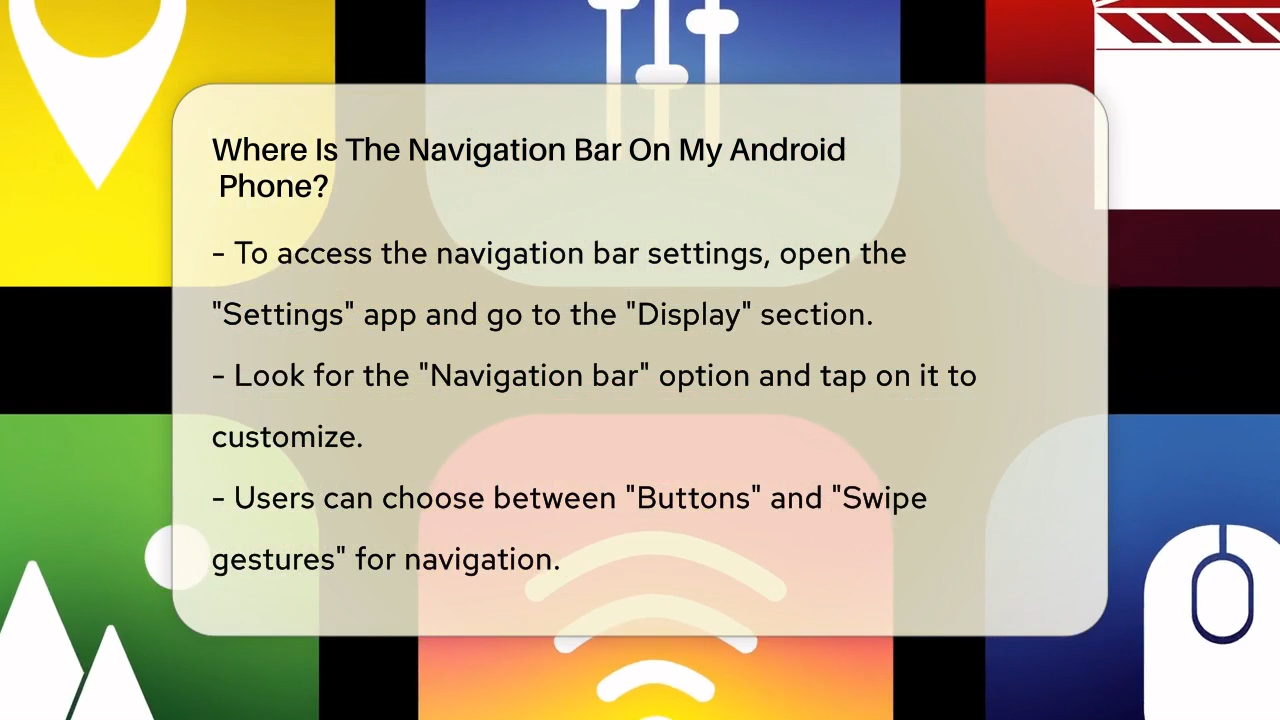 Where Is The Navigation Bar On My Android
Phone?
- To access the navigation bar settings, open the
"Settings" app and go to the "Display" section.
- Look for the "Navigation bar" option and tap on it to
customize.
- Users can choose between "Buttons" and "Swipe
gestures" for navigation.